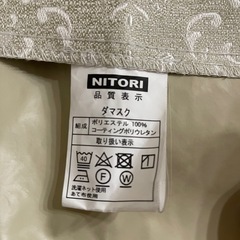 NITORI
品質表示
ダマスク
組成
ポリエステル 100%
コーティングポリウレタン
取り扱い表示
40
P
W
洗濯ネット使用
あて布使用